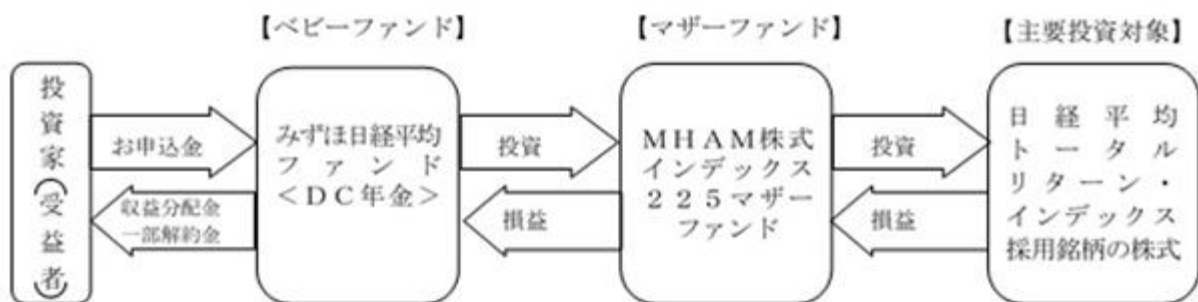 【ベビーファンド】
【マザーファンド】
【主要投資対象】
投資家（受益者）
お申込金
収益分配金
一部解約金
みずほ日経平均
ファンド
＜ＤＣ年金＞
投資
損益
ＭＨＡＭ株式
インデックス
２２５マザー
ファンド
投資
損益
日経平均
トータル
リターン・
インデックス
採用銘柄の株式